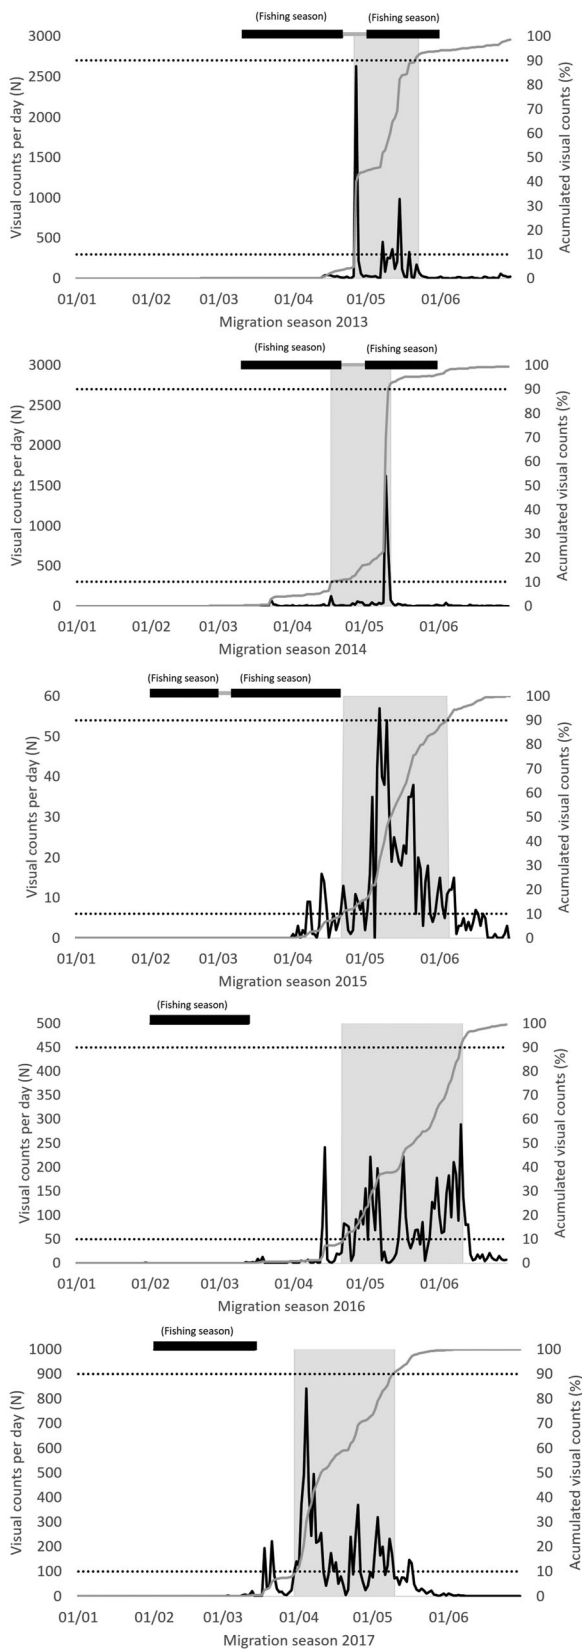 (Fishing season) (Fishing season)
3000 100
2500 90
80
2000 70
60
1500 50
1000 40
30
500 20
10
0 0
Visual counts per day (N)
Acumulated visual counts (%)
01/01 01/02 01/03 01/04 01/05 01/06
Migration season 2013
(Fishing season) (Fishing season)
3000 100
2500 90
80
2000 70
60
1500 50
1000 40
30
500 20
10
0 0
Visual counts per day (N)
Acumulated visual counts (%)
01/01 01/02 01/03 01/04 01/05 01/06
Migration season 2014
(Fishing season) (Fishing season)
60 100
90
50 80
40 70
60
30 50
40
20 30
10 20
10
0 0
Visual counts per day (N)
Acumulated visual counts (%)
01/01 01/02 01/03 01/04 01/05 01/06
Migration season 2015
(Fishing season)
500 100
450 90
400 80
350 70
300 60
250 50
200 40
150 30
100 20
50 10
0 0
Visual counts per day (N)
Acumulated visual counts (%)
01/01 01/02 01/03 01/04 01/05 01/06
Migration season 2016
(Fishing season)
1000 100
900 90
800 80
700 70
600 60
500 50
400 40
300 30
200 20
100 10
0 0
Visual counts per day (N)
Acumulated visual counts (%)
01/01 01/02 01/03 01/04 01/05 01/06
Migration season 2017